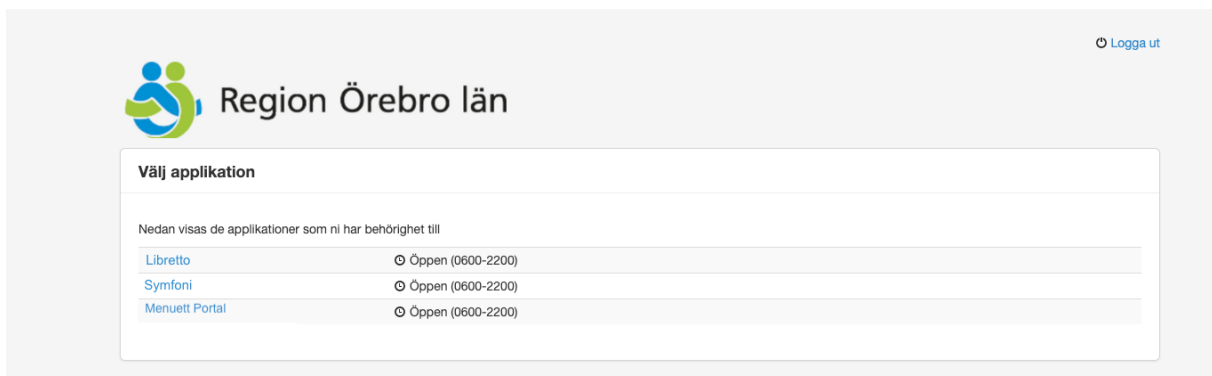 Logga ut
Region Örebro län
Välj applikation
Nedan visas de applikationer som ni har behörighet till
Libretto Öppen (0600-2200)
Symfoni Öppen (0600-2200)
Menuett Portal Öppen (0600-2200)